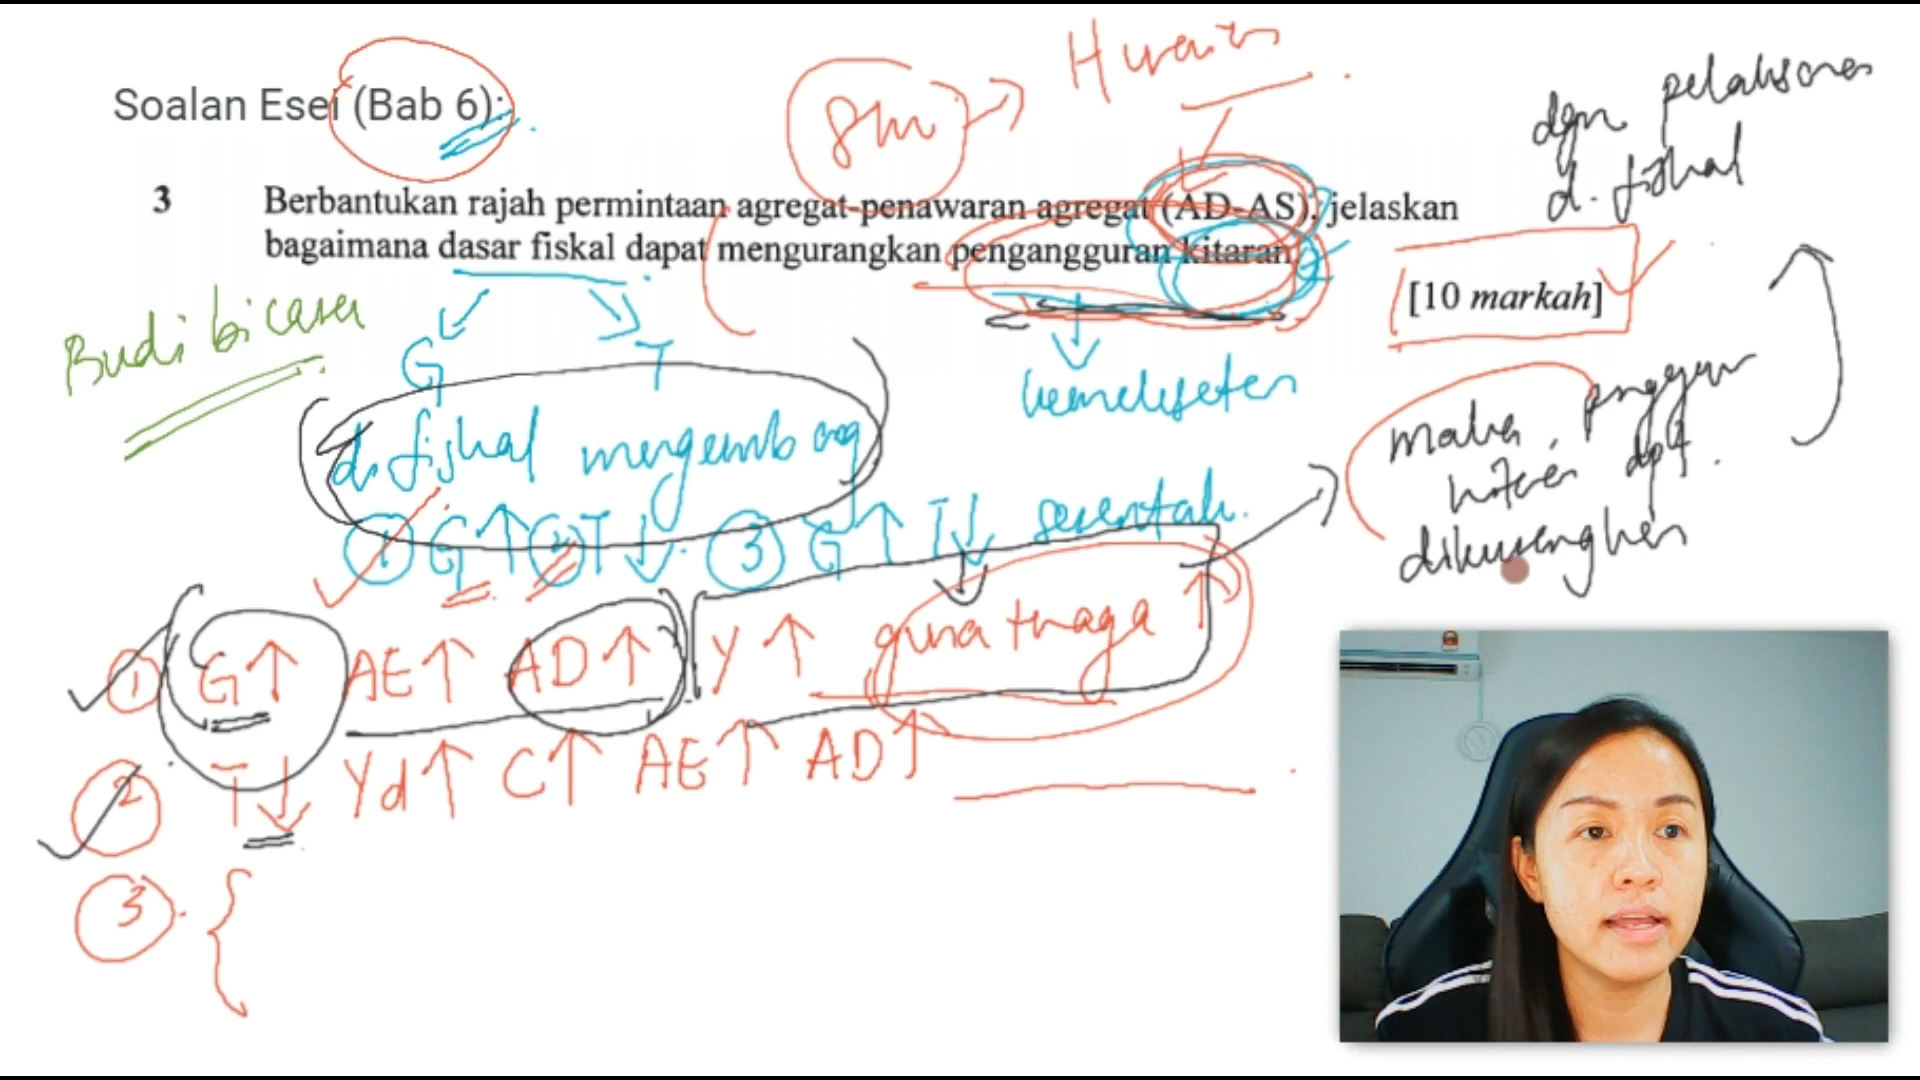 Soalan Esei (Bab 6):
8m → Huraian
dgn pelaksanaan
d. fiskal
3 Berbantukan rajah permintaan agregat-penawaran agregat (AD-AS), jelaskan
bagaimana dasar fiskal dapat mengurangkan pengangguran kitaran.
[10 markah]
Budi bicara
G T
kemelesetan
d. fiskal mengembang
maka, penggguran
kitaran dpt
dikurangkan
① G↑ ② T↓ ③ G↑ T↓ serentak.
① G↑ AE↑ AD↑ Y↑ guna tenaga ↑
② T↓ Yd↑ C↑ AE↑ AD↑
③ {